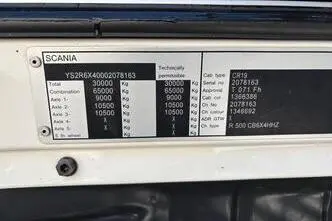 SCANIA
YS2R6X40002078163
Technically
permissible
Total 30000 Kg 30000 Kg
Combination 65000 Kg 65000 Kg
Axle 1- 9000 Kg 9000 Kg
Axle 2- 10500 Kg 10500 Kg
Axle 3- 10500 Kg 10500 Kg
Axle 4- X Kg X Kg
Axle 5- X Kg X Kg
5.th.wheel Kg Kg
Cab type CR19
Serial no 2078163
Approval T 071 Fh
Cab col 1366386
Ch No 2078163
Ch colour 1346692
ADR GTW X
Ch type R 500 CB6X4HHZ